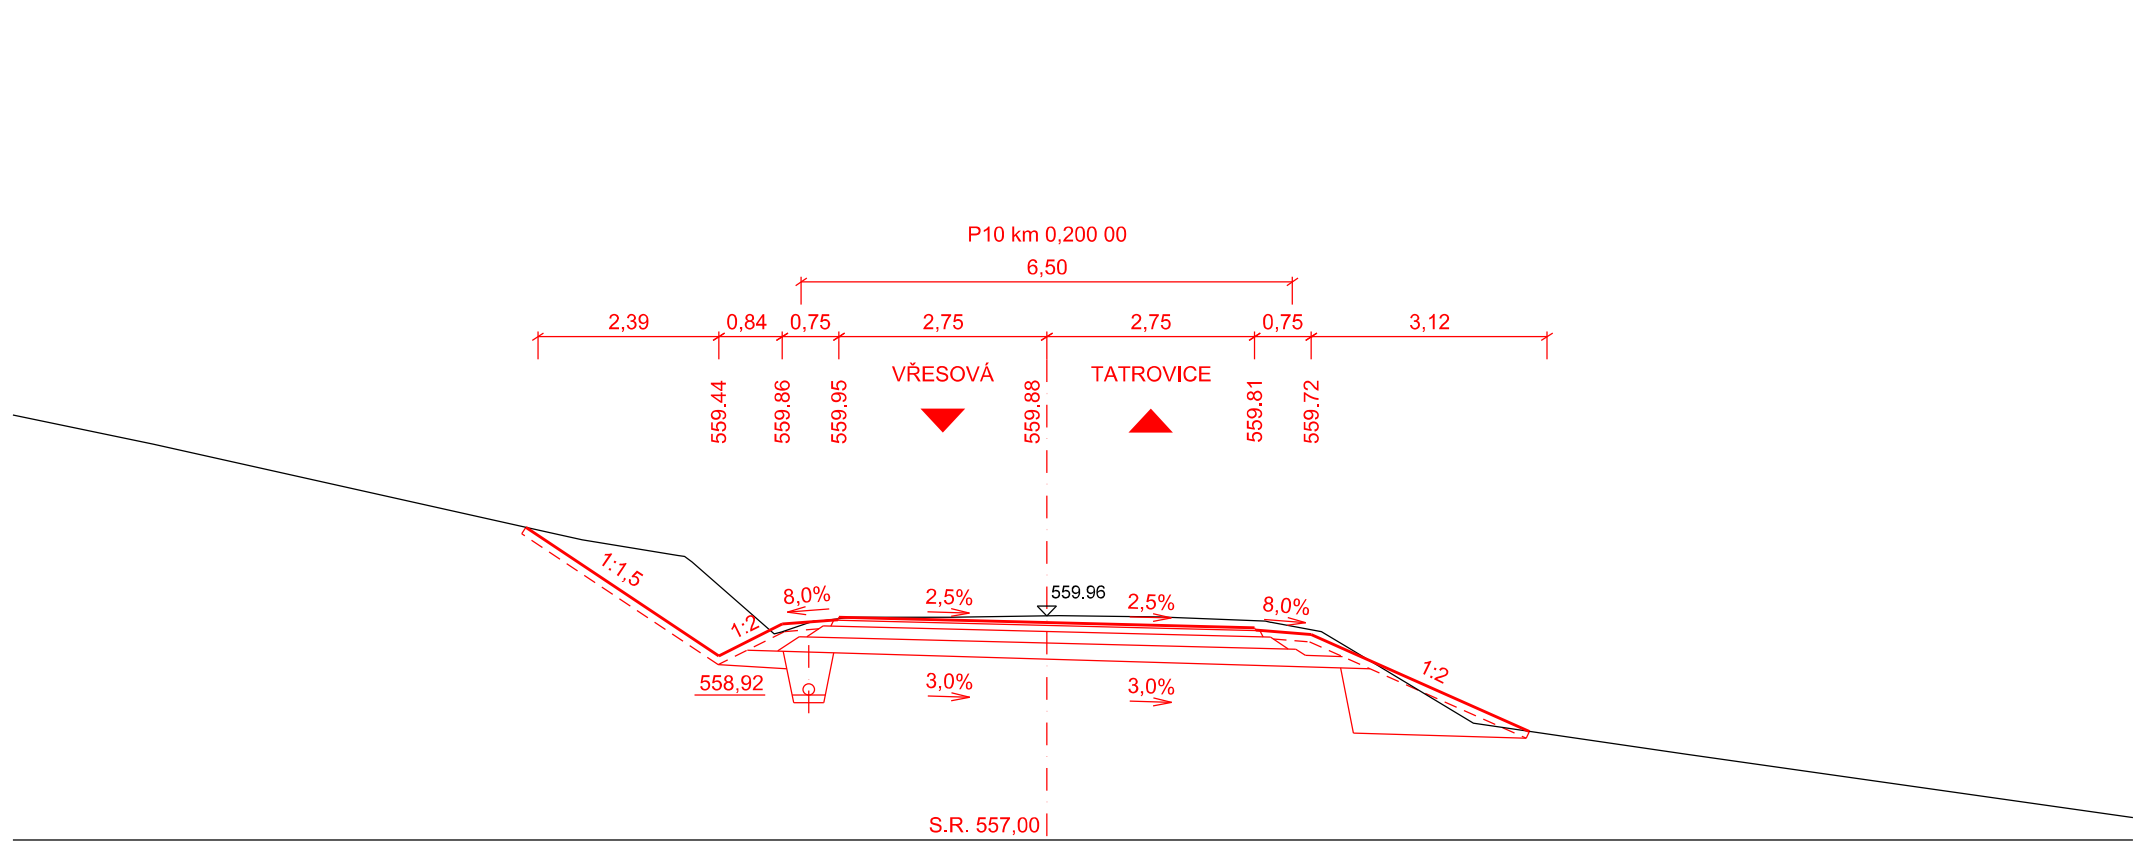 P10 km 0,200 00
6,50
2,39 0,84 0,75 2,75 2,75 0,75 3,12
VŘESOVÁ TATROVICE
559.44 559.86 559.95 559.88 559.81 559.72
1:1,5
1:2
8,0%
2,5%
559.96
2,5%
8,0%
1:2
558,92
3,0%
3,0%
S.R. 557,00